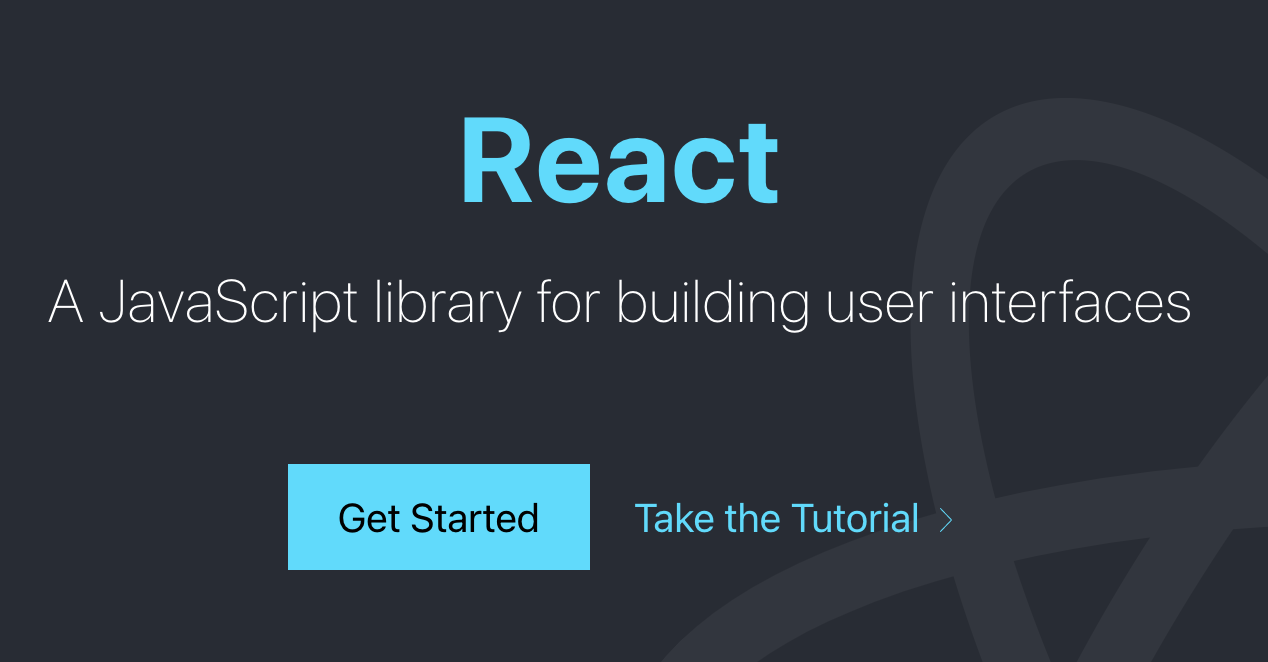 React
A JavaScript library for building user interfaces
Get Started
Take the Tutorial